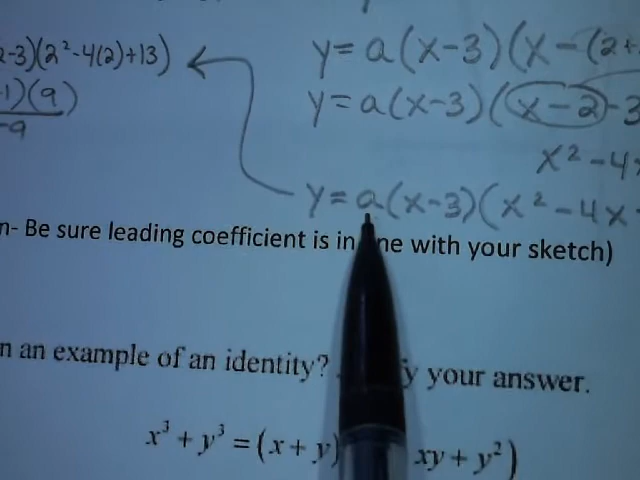 y=a(x-3)(x-(2+
2-3)(2²-4(2)+13)
y=a(x-3)(x-2-3
-1)(9)
-9
x²-4x
y=a(x-3)(x²-4x
n- Be sure leading coefficient is in ne with your sketch)
n an example of an identity? y your answer.
x³ + y³ = (x + y) xy + y²)